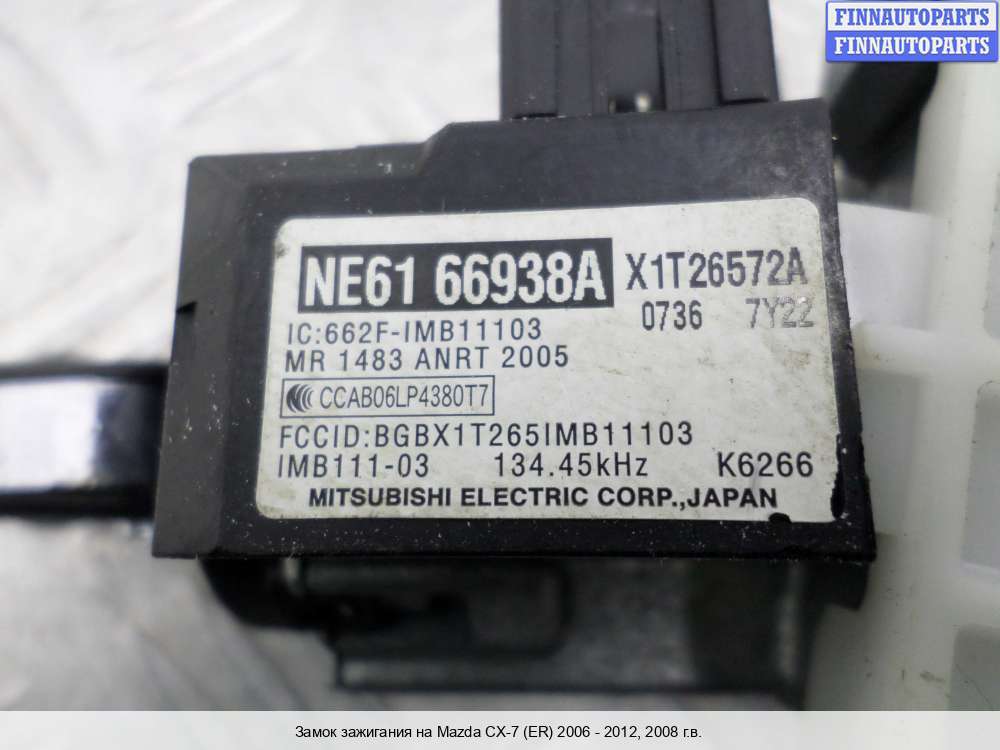 FINNAUTOPARTS
FINNAUTOPARTS
NE61 66938A X1T26572A
0736 7Y22
IC:662F-IMB11103
MR 1483 ANRT 2005
CCAB06LP4380T7
FCCID:BGBX1T265IMB11103
IMB111-03 134.45kHz K6266
MITSUBISHI ELECTRIC CORP.,JAPAN
Замок зажигания на Mazda CX-7 (ER) 2006 - 2012, 2008 г.в.